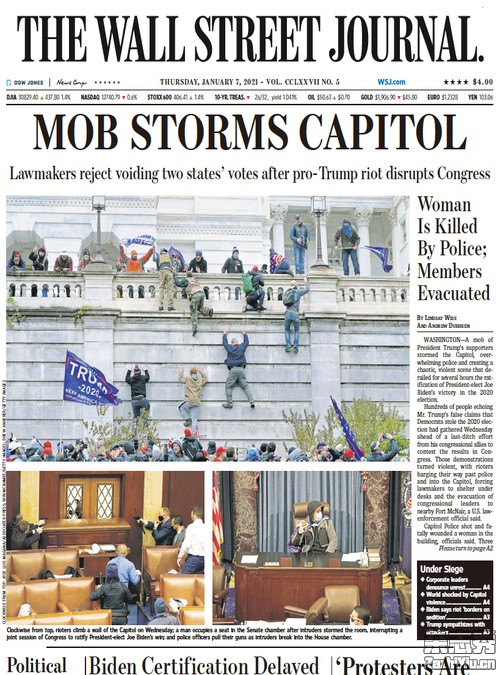 THE WALL STREET JOURNAL.
DOW JONES | News Corp ★★★★★★ THURSDAY, JANUARY 7, 2021 - VOL. CCLXXVII NO. 5 WSJ.com ★★★★ $4.00
DJIA 30829.40 ▲ 437.80 1.4% NASDAQ 12740.79 ▼ 0.6% STOXX 600 406.41 ▲ 1.4% 10-YR. TREAS. ▼ 26/32, yield 1.041% OIL $50.63 ▲ $0.70 GOLD $1,906.90 ▼ $45.00 EURO $1.2328 YEN 103.06
MOB STORMS CAPITOL
Lawmakers reject voiding two states' votes after pro-Trump riot disrupts Congress
TRUMP
2020
KEEP AMERICA
Woman
Is Killed
By Police;
Members
Evacuated
BY LINDSAY WISE
AND ANDREW DUEHREN
WASHINGTON—A mob of
President Trump's supporters
stormed the Capitol, over-
whelming police and creating a
chaotic, violent scene that de-
railed for several hours the rat-
ification of President-elect Joe
Biden's victory in the 2020
election.
Hundreds of people echoing
Mr. Trump's false claims that
Democrats stole the 2020 elec-
tion had gathered Wednesday
ahead of a last-ditch effort
from his congressional allies to
contest the results in Con-
gress. Those demonstrations
turned violent, with rioters
barging their way past police
and into the Capitol, forcing
lawmakers to shelter under
desks and the evacuation of
congressional leaders to
nearby Fort McNair, a U.S. law-
enforcement official said.
Capitol Police shot and fa-
tally wounded a woman in the
building, officials said. Three
Please turn to page A2
Under Siege
◆ Corporate leaders
denounce unrest A4
◆ World shocked by Capitol
violence A4
◆ Biden says riot 'borders on
sedition' A3
◆ Trump sympathizes with
attackers A3
Clockwise from top, rioters climb a wall of the Capitol on Wednesday; a man occupies a seat in the Senate chamber after intruders stormed the room, interrupting a
joint session of Congress to ratify President-elect Joe Biden's win; and police officers pull their guns as intruders break into the House chamber.
Political
Biden Certification Delayed
'Protesters Are